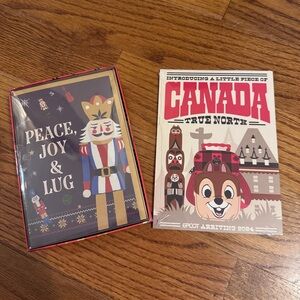 PEACE,
JOY
&
LUG
INTRODUCING A LITTLE PIECE OF
CANADA
TRUE NORTH
EPCOT ARRIVING 2024